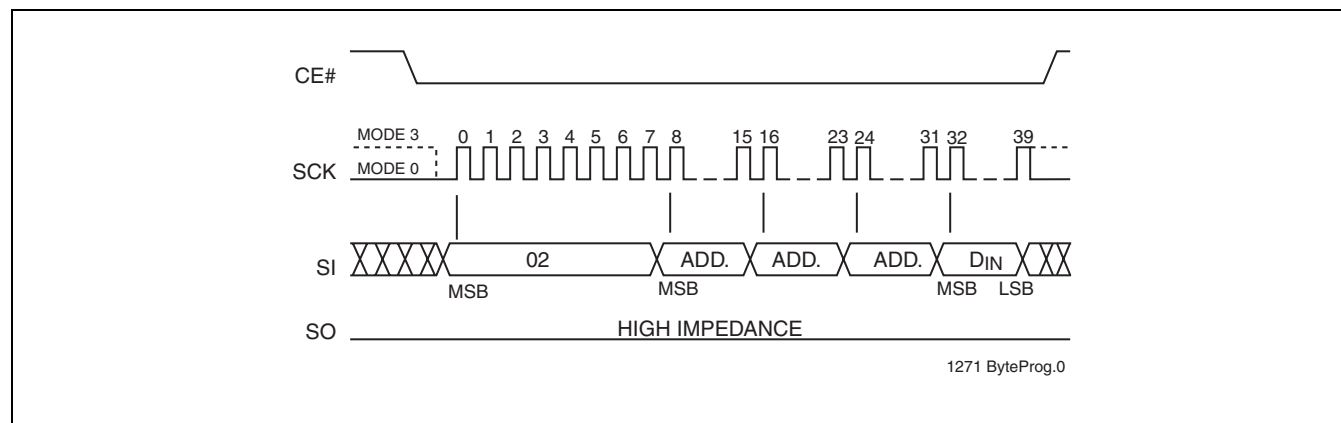 CE#
MODE 3
0 1 2 3 4 5 6 7 8 15 16 23 24 31 32 39
SCK
MODE 0
SI
02 ADD. ADD. ADD. DIN
MSB MSB MSB LSB
SO
HIGH IMPEDANCE
1271 ByteProg.0